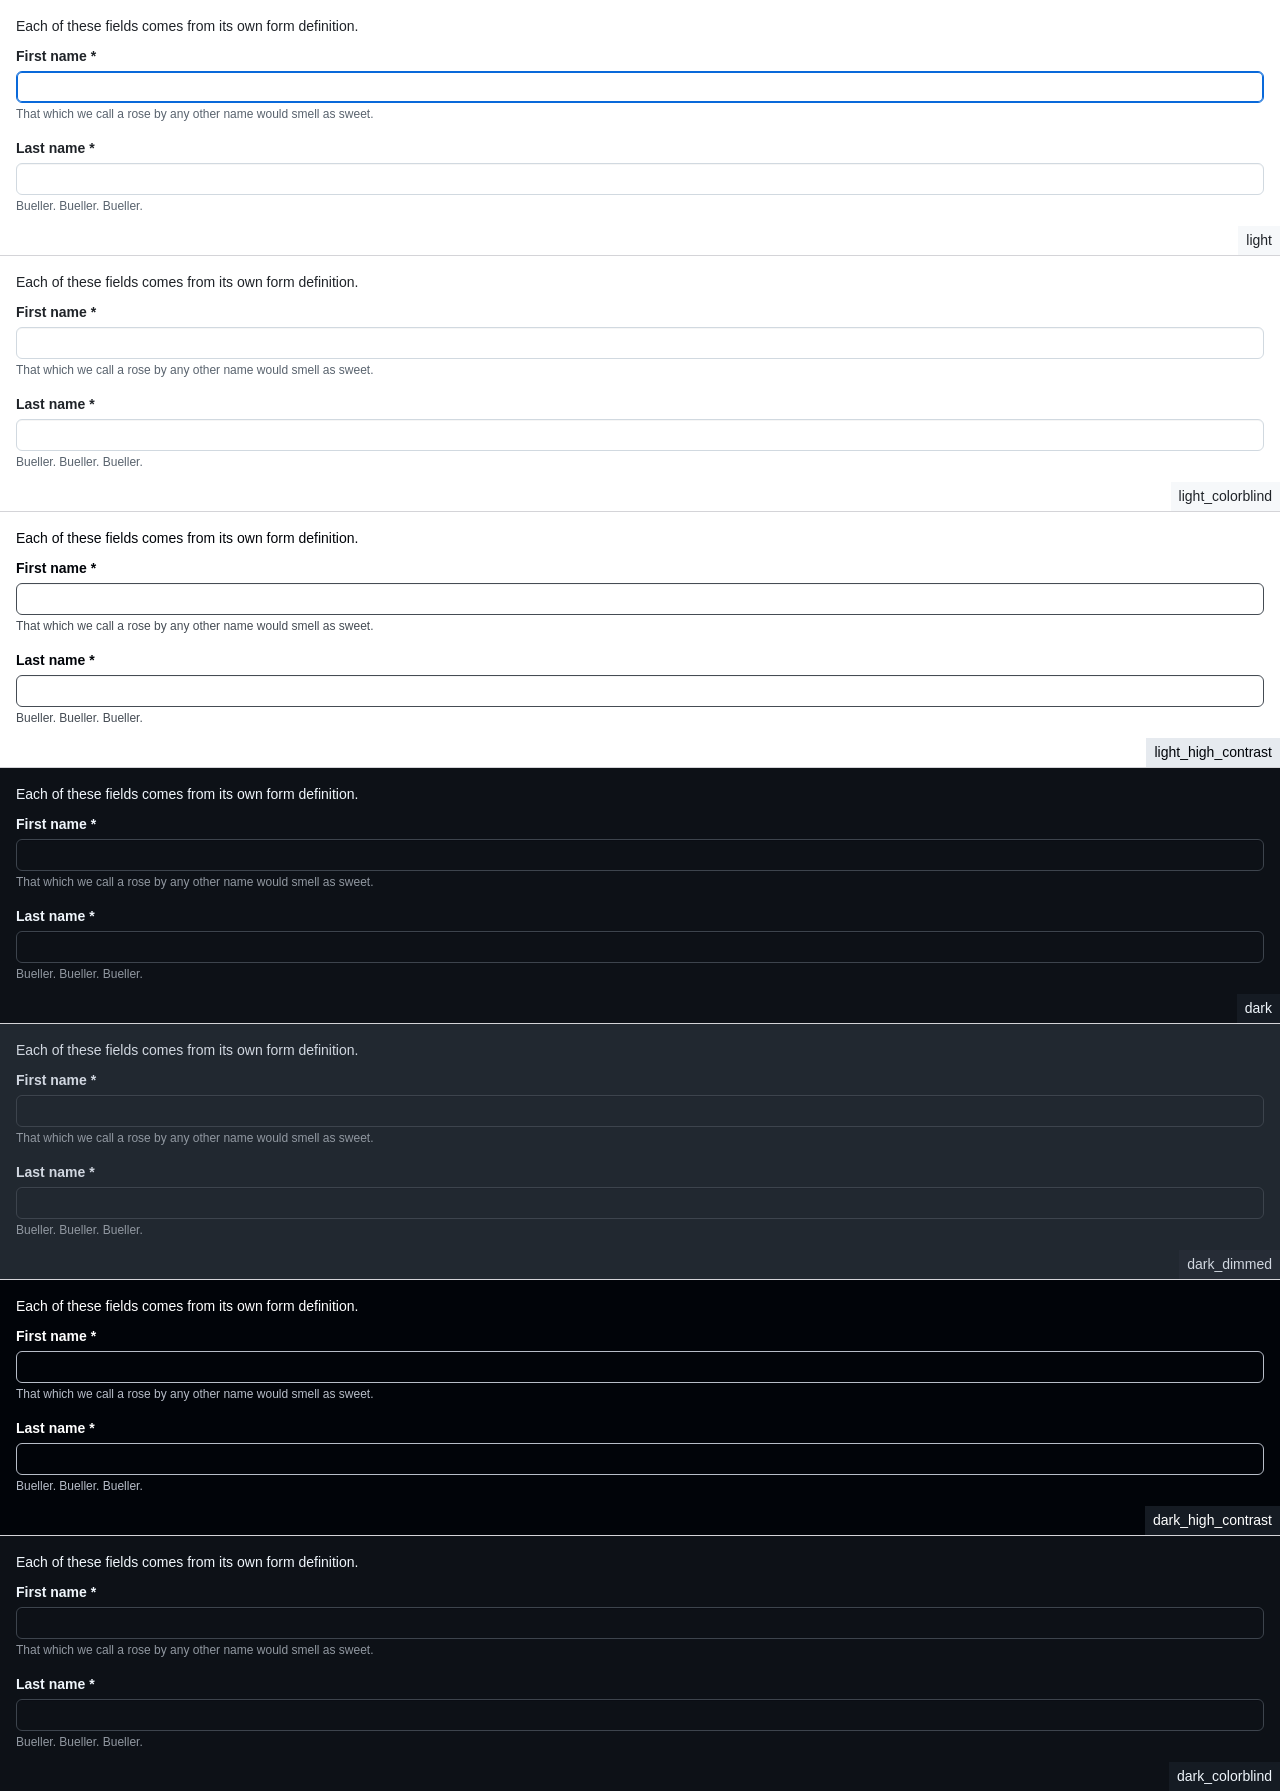 Each of these fields comes from its own form definition.
First name *
That which we call a rose by any other name would smell as sweet.
Last name *
Bueller. Bueller. Bueller.
light
Each of these fields comes from its own form definition.
First name *
That which we call a rose by any other name would smell as sweet.
Last name *
Bueller. Bueller. Bueller.
light_colorblind
Each of these fields comes from its own form definition.
First name *
That which we call a rose by any other name would smell as sweet.
Last name *
Bueller. Bueller. Bueller.
light_high_contrast
Each of these fields comes from its own form definition.
First name *
That which we call a rose by any other name would smell as sweet.
Last name *
Bueller. Bueller. Bueller.
dark
Each of these fields comes from its own form definition.
First name *
That which we call a rose by any other name would smell as sweet.
Last name *
Bueller. Bueller. Bueller.
dark_dimmed
Each of these fields comes from its own form definition.
First name *
That which we call a rose by any other name would smell as sweet.
Last name *
Bueller. Bueller. Bueller.
dark_high_contrast
Each of these fields comes from its own form definition.
First name *
That which we call a rose by any other name would smell as sweet.
Last name *
Bueller. Bueller. Bueller.
dark_colorblind